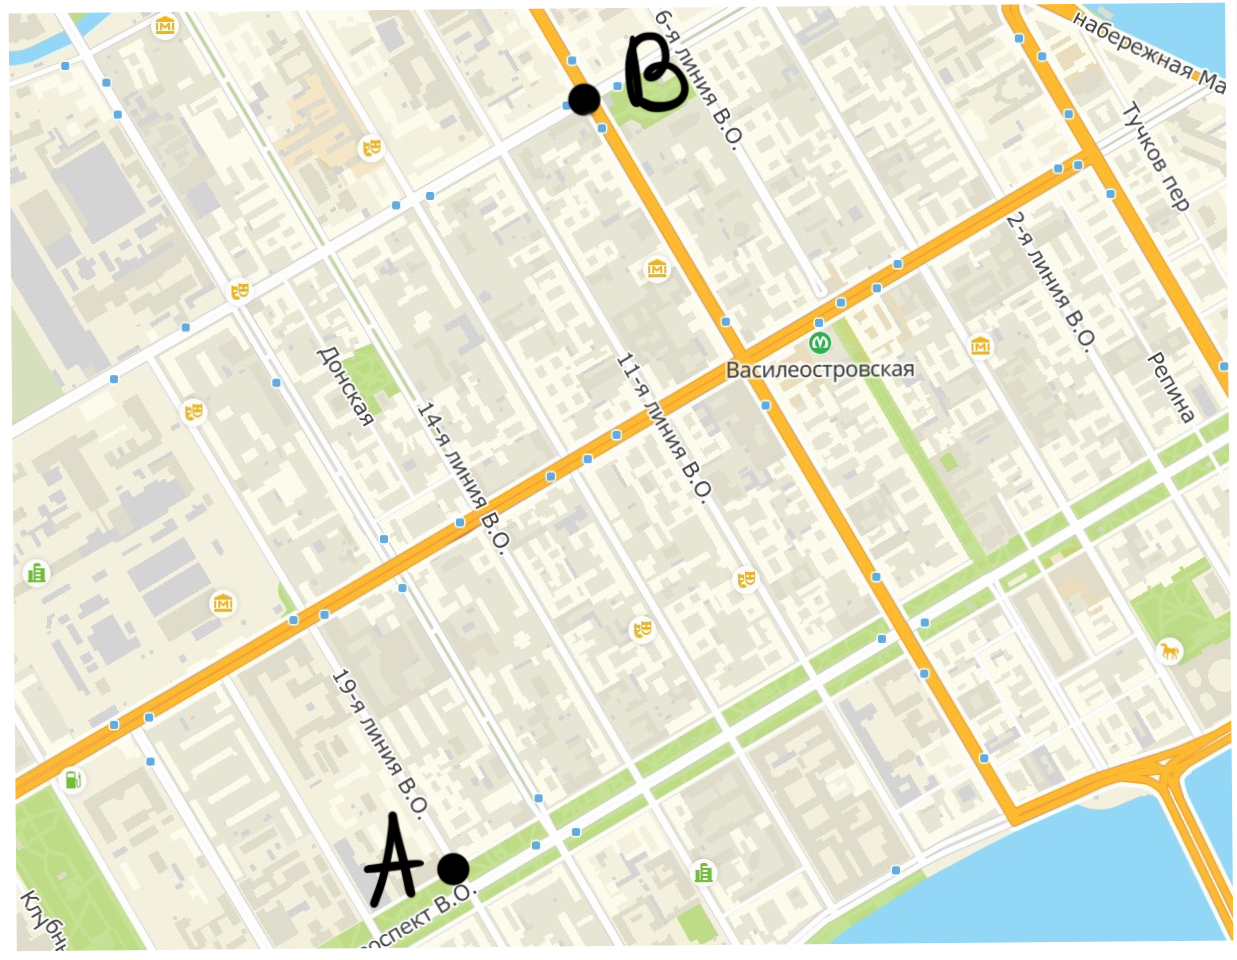 6-я линия В.О.
набережная Ма
B
Тучков пер
2-я линия В.О.
Донская
11-я линия В.О.
Василеостровская
Репина
14-я линия В.О.
19-я линия В.О.
A
оспект В.О.
Клубн